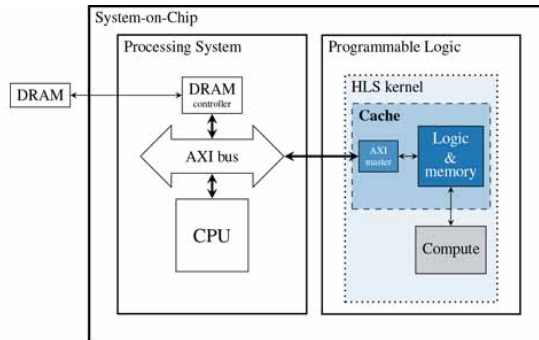 System-on-Chip
Processing System
Programmable Logic
DRAM
DRAM
controller
AXI bus
CPU
HLS kernel
Cache
AXI
master
Logic
&
memory
Compute